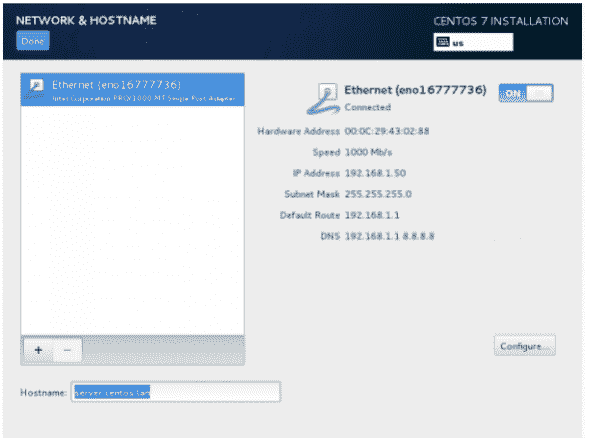 NETWORK & HOSTNAME
CENTOS 7 INSTALLATION
Done
us
Ethernet (eno16777736)
Intel Corporation PRO/1000 MT Single Port Adapter
Ethernet (eno16777736)
ON
Connected
Hardware Address 00:0C:29:43:02:88
Speed 1000 Mb/s
IP Address 192.168.1.50
Subnet Mask 255.255.255.0
Default Route 192.168.1.1
DNS 192.168.1.1 8.8.8.8
+ −
Configure...
Hostname: server.centos.lan